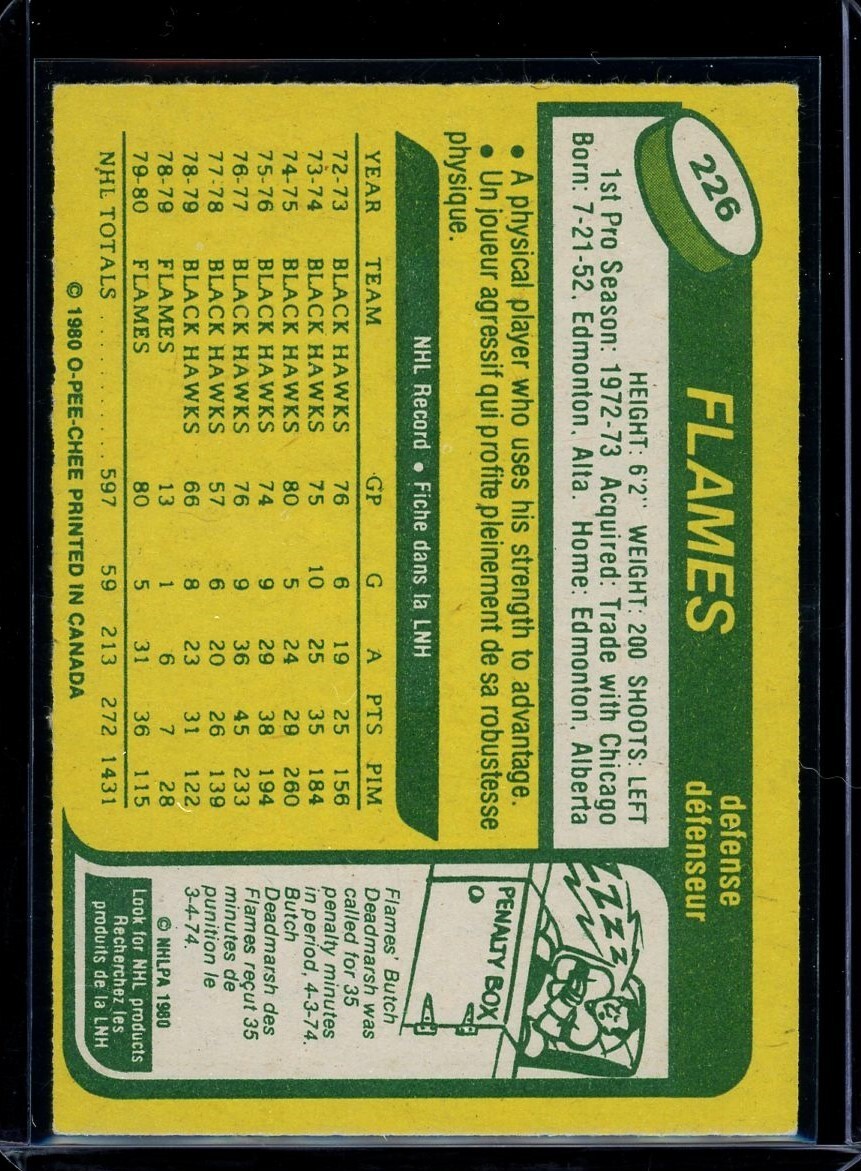 226
FLAMES
defense
défenseur
HEIGHT: 6'2" WEIGHT: 200 SHOOTS: LEFT
1st Pro Season: 1972-73 Acquired: Trade with Chicago
Born: 7-21-52, Edmonton, Alta. Home: Edmonton, Alberta
• A physical player who uses his strength to advantage.
• Un joueur agressif qui profite pleinement de sa robustesse
physique.
NHL Record • Fiche dans la LNH
YEAR TEAM GP G A PTS PIM
72-73 BLACK HAWKS 76 6 19 25 156
73-74 BLACK HAWKS 75 10 25 35 184
74-75 BLACK HAWKS 80 5 24 29 260
75-76 BLACK HAWKS 74 9 29 38 194
76-77 BLACK HAWKS 76 9 36 45 233
77-78 BLACK HAWKS 57 6 20 26 139
78-79 BLACK HAWKS 66 8 23 31 122
78-79 FLAMES 13 1 6 7 28
79-80 FLAMES 80 5 31 36 115
NHL TOTALS .......... 597 59 213 272 1431
© 1980 O-PEE-CHEE PRINTED IN CANADA
ZZZzz
PENALTY BOX
Flames' Butch
Deadmarsh was
called for 35
penalty minutes
in period, 4-3-74.
Butch
Deadmarsh des
Flames reçut 35
minutes de
punition le
3-4-74.
© NHLPA 1980
Look for NHL products
Recherchez les
produits de la LNH